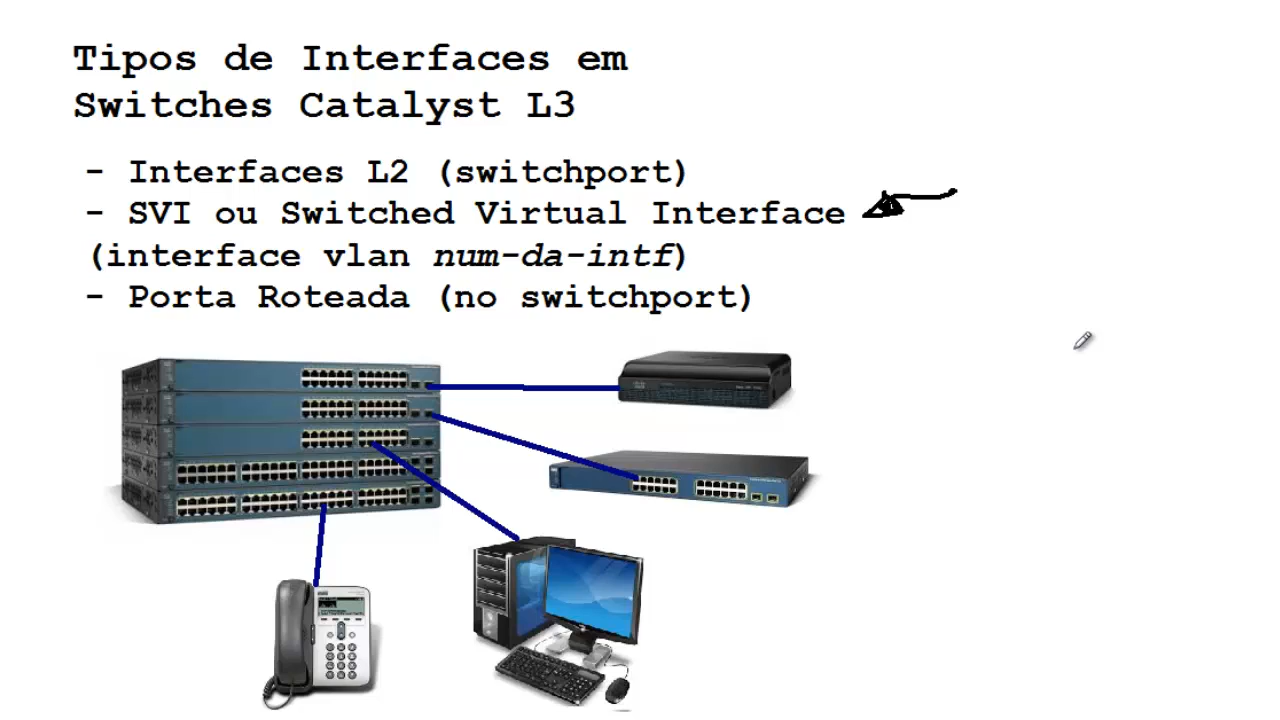 Tipos de Interfaces em
Switches Catalyst L3
- Interfaces L2 (switchport)
- SVI ou Switched Virtual Interface
(interface vlan num-da-intf)
- Porta Roteada (no switchport)